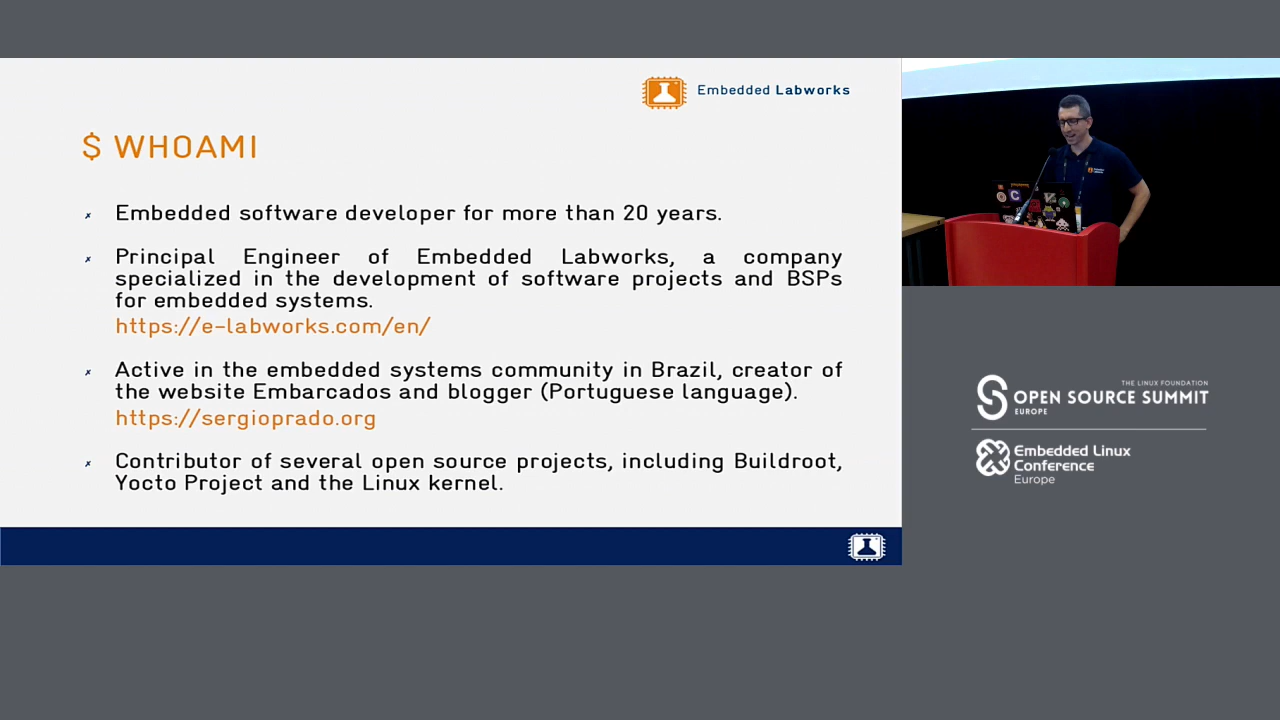 Embedded Labworks
$ WHOAMI
✗ Embedded software developer for more than 20 years.
✗ Principal Engineer of Embedded Labworks, a company
specialized in the development of software projects and BSPs
for embedded systems.
https://e-labworks.com/en/
✗ Active in the embedded systems community in Brazil, creator of
the website Embarcados and blogger (Portuguese language).
https://sergioprado.org
✗ Contributor of several open source projects, including Buildroot,
Yocto Project and the Linux kernel.
THE LINUX FOUNDATION
OPEN SOURCE SUMMIT
EUROPE
Embedded Linux
Conference
Europe